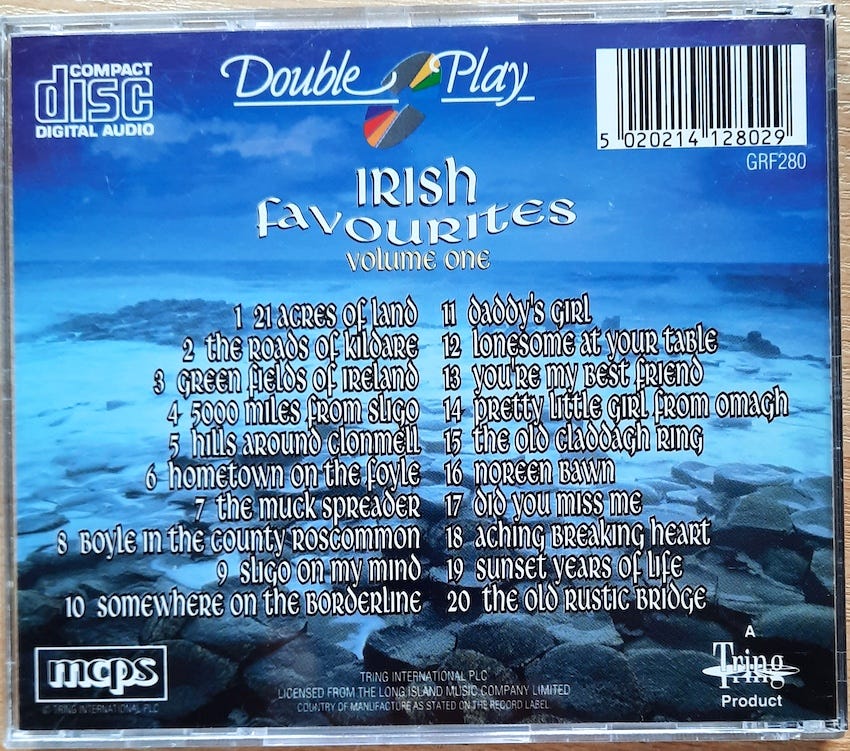 COMPACT
disc
DIGITAL AUDIO
Double Play
5 020214 128029
GRF280
IRISH
FAVOURITES
VOLUME ONE
1 21 ACRES OF LAND
2 THE ROADS OF KILDARE
3 GREEN FIELDS OF IRELAND
4 5000 MILES FROM SLIGO
5 HILLS AROUND CLONMELL
6 HOMETOWN ON THE FOYLE
7 THE MUCK SPREADER
8 BOYLE IN THE COUNTY ROSCOMMON
9 SLIGO ON MY MIND
10 SOMEWHERE ON THE BORDERLINE
11 DADDY'S GIRL
12 LONESOME AT YOUR TABLE
13 YOU'RE MY BEST FRIEND
14 PRETTY LITTLE GIRL FROM OMAGH
15 THE OLD CLADDAGH RING
16 NOREEN BAWN
17 DID YOU MISS ME
18 ACHING BREAKING HEART
19 SUNSET YEARS OF LIFE
20 THE OLD RUSTIC BRIDGE
mcps
© TRING INTERNATIONAL PLC
TRING INTERNATIONAL PLC
LICENSED FROM THE LONG ISLAND MUSIC COMPANY LIMITED
COUNTRY OF MANUFACTURE AS STATED ON THE RECORD LABEL
A
Tring
Product